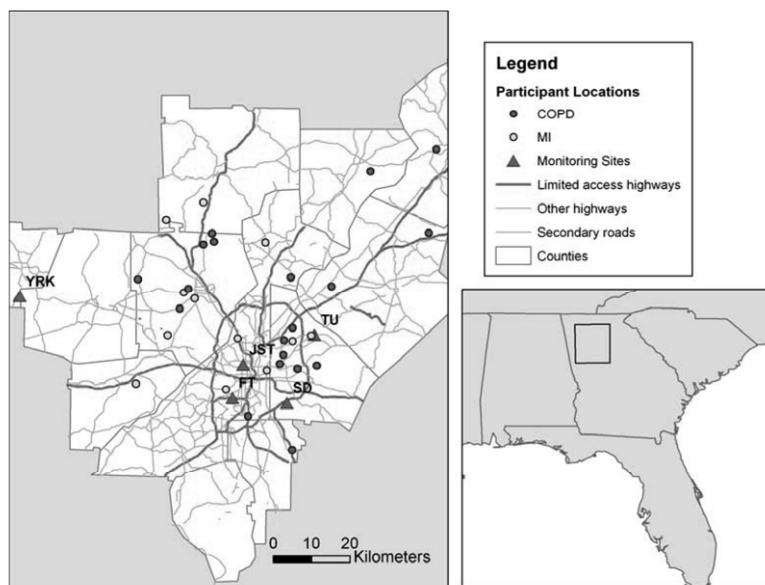 Legend
Participant Locations
COPD
MI
Monitoring Sites
Limited access highways
Other highways
Secondary roads
Counties
YRK
TU
JST
FT
SD
0 10 20
Kilometers